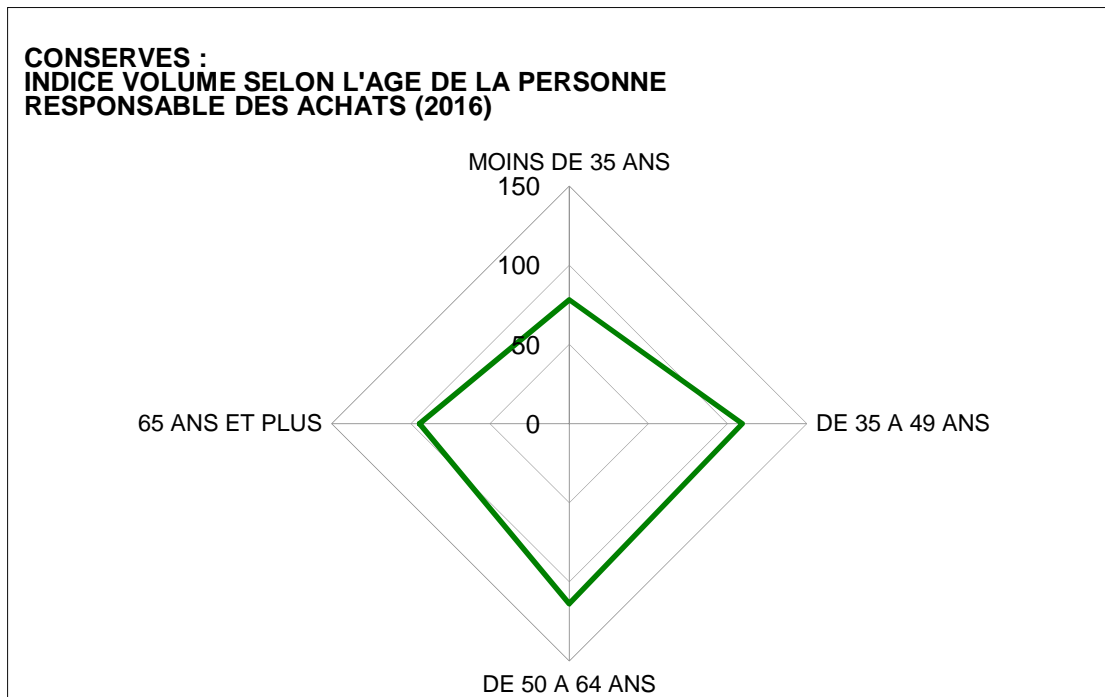 CONSERVES :
INDICE VOLUME SELON L'AGE DE LA PERSONNE
RESPONSABLE DES ACHATS (2016)
MOINS DE 35 ANS
150
100
50
65 ANS ET PLUS
0
DE 35 A 49 ANS
DE 50 A 64 ANS